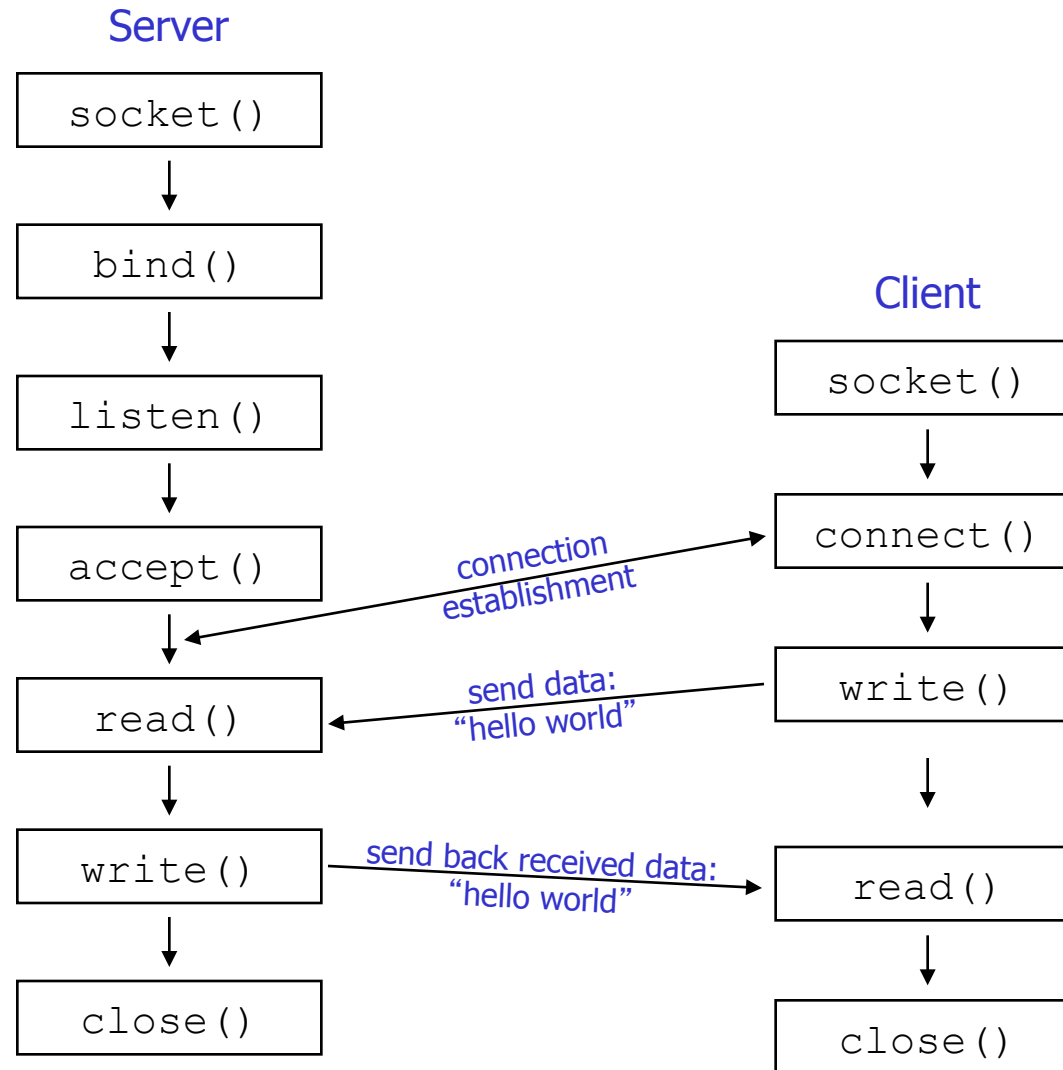 Server
socket()
bind()
listen()
accept()
read()
write()
close()
connection
establishment
send data:
“hello world”
send back received data:
“hello world”
Client
socket()
connect()
write()
read()
close()